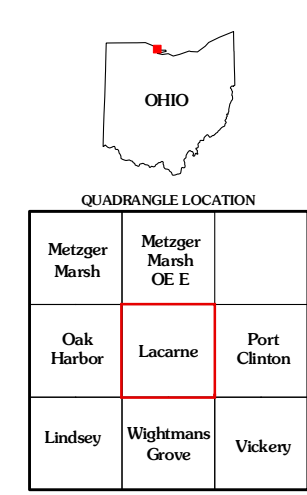 OHIO
QUADRANGLE LOCATION
Metzger
Marsh
Metzger
Marsh
OE E
Oak
Harbor
Lacarne
Port
Clinton
Lindsey
Wightmans
Grove
Vickery